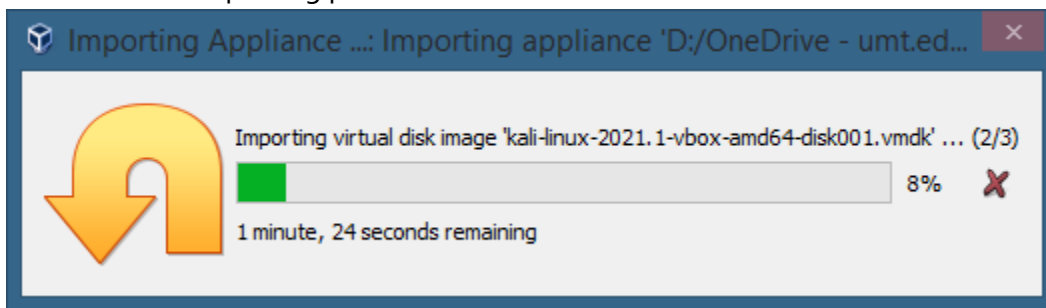 Importing Appliance ...: Importing appliance 'D:/OneDrive - umt.ed...
Importing virtual disk image 'kali-linux-2021.1-vbox-amd64-disk001.vmdk' ... (2/3)
8%
1 minute, 24 seconds remaining